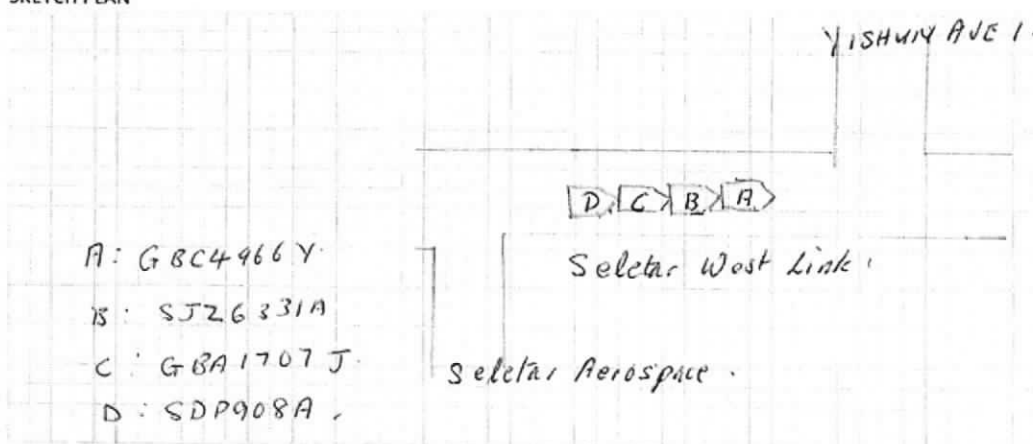 SKETCH PLAN
YISHUN AVE 1
D C B A
A: GBC4966Y
Seletar West Link
B: SJZ6331A
C: GBA1707J
Seletar Aerospace.
D: SDP908A